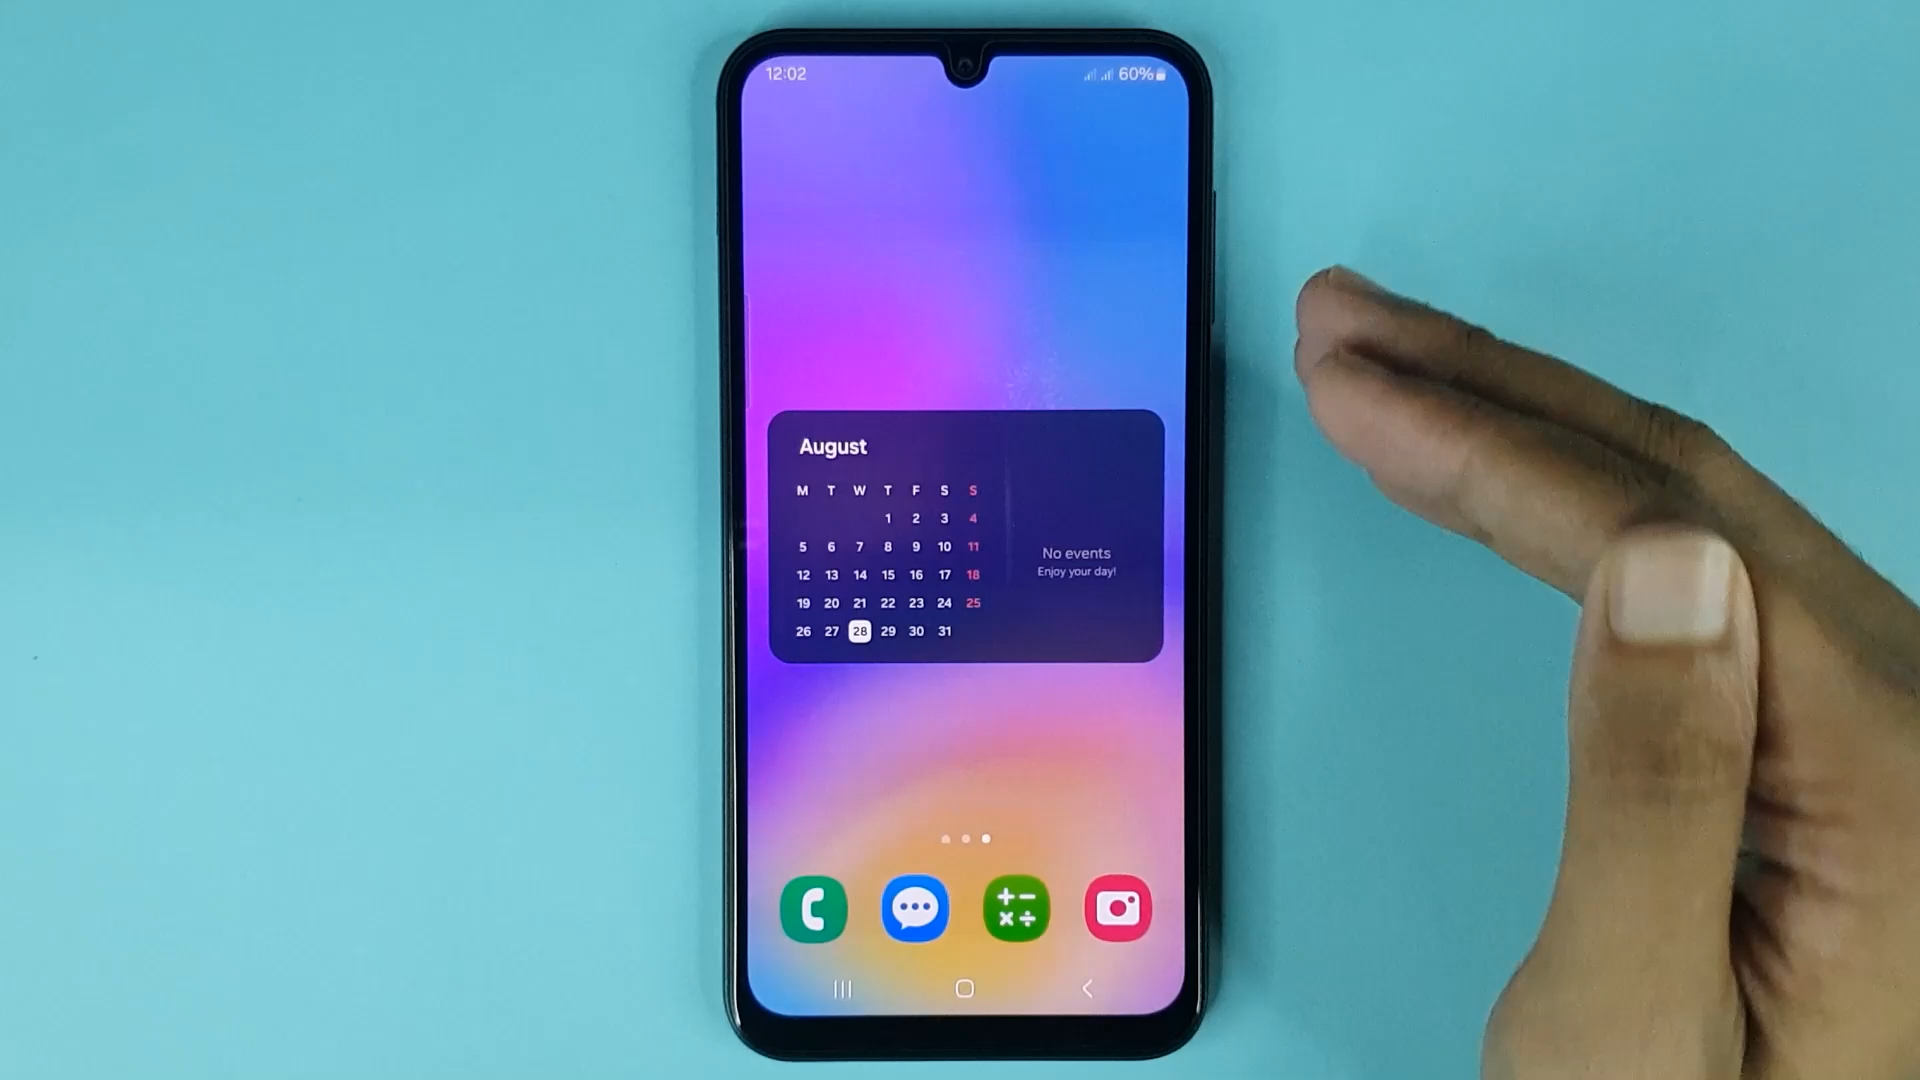 12:02
60%
August
M T W T F S S
1 2 3 4
5 6 7 8 9 10 11
12 13 14 15 16 17 18
19 20 21 22 23 24 25
26 27 28 29 30 31
No events
Enjoy your day!